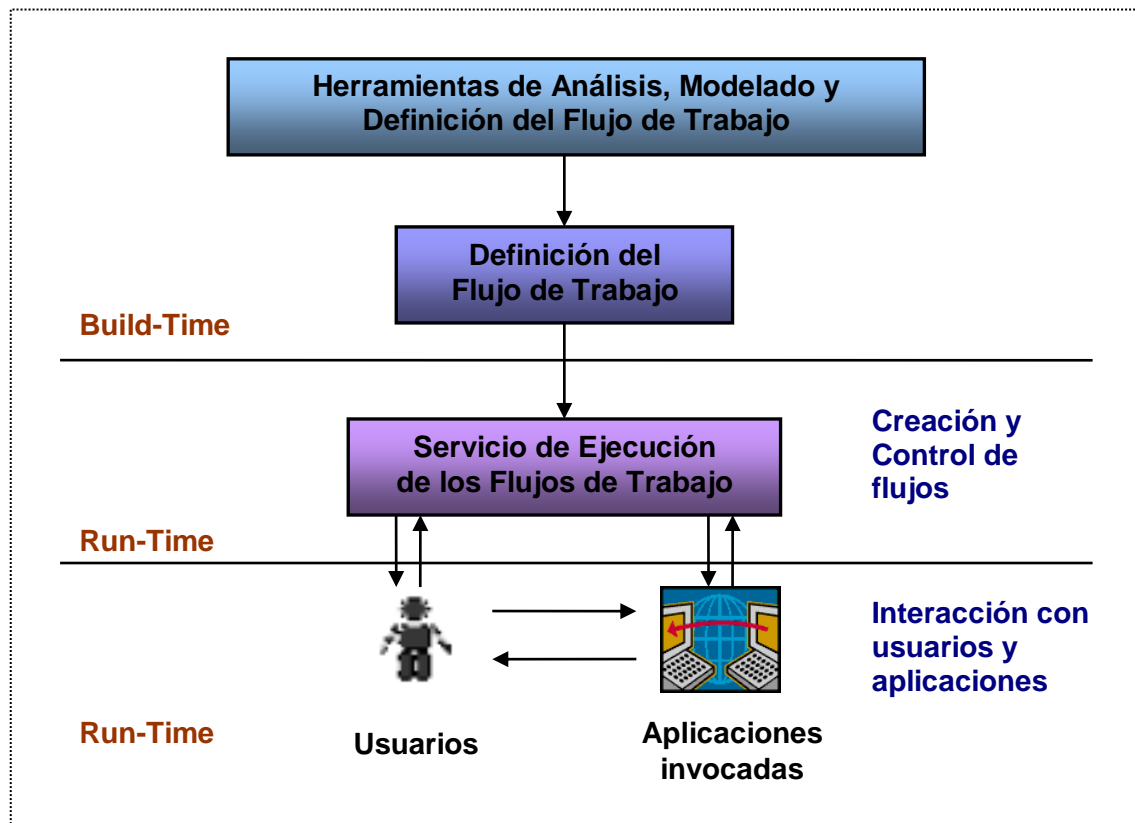 Herramientas de Análisis, Modelado y
Definición del Flujo de Trabajo
Definición del
Flujo de Trabajo
Build-Time
Servicio de Ejecución
de los Flujos de Trabajo
Creación y
Control de
flujos
Run-Time
Interacción con
usuarios y
aplicaciones
Run-Time
Usuarios
Aplicaciones
invocadas